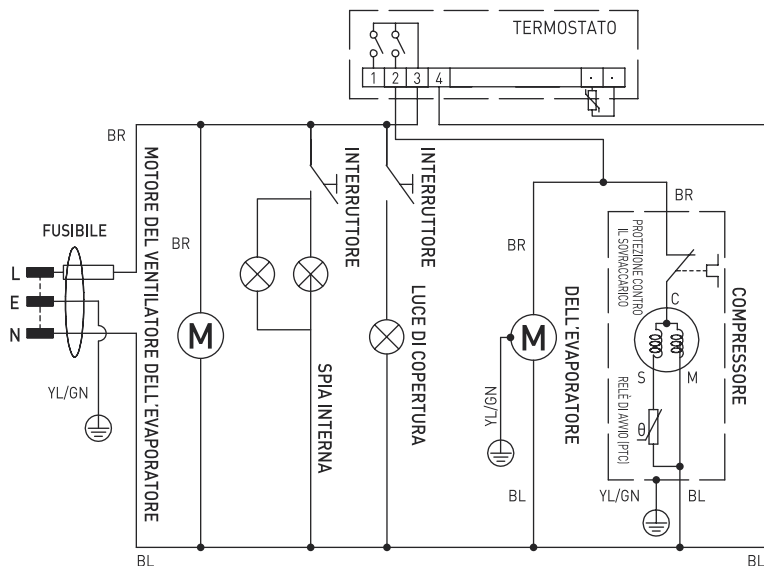 TERMOSTATO
1 2 3 4
BR
MOTORE DEL VENTILATORE DELL'EVAPORATORE
BR
INTERRUTTORE
INTERRUTTORE
BR
BR
FUSIBILE
L
E
N
YL/GN
M
SPIA INTERNA
LUCE DI COPERTURA
M
YL/GN
DELL'EVAPORATORE
PROTEZIONE CONTRO
IL SOVRACCARICO
C
S
M
RELÈ DI AVVIO (PTC)
θ
COMPRESSORE
BL
YL/GN
BL
BL
BL